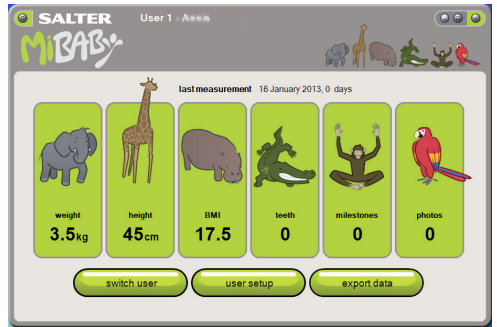 SALTER
User 1 -
MiBABy
last measurement 16 January 2013, 0 days
weight height BMI teeth milestones photos
3.5kg 45cm 17.5 0 0 0
switch user user setup export data